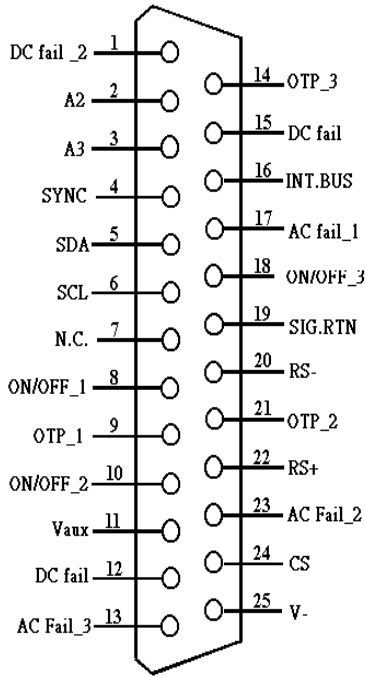 DC fail _2 1
A2 2
A3 3
SYNC 4
SDA 5
SCL 6
N.C. 7
ON/OFF_1 8
OTP_1 9
ON/OFF_2 10
Vaux 11
DC fail 12
AC Fail_3 13
14 OTP_3
15 DC fail
16 INT.BUS
17 AC fail_1
18 ON/OFF_3
19 SIG.RTN
20 RS-
21 OTP_2
22 RS+
23 AC Fail_2
24 CS
25 V-